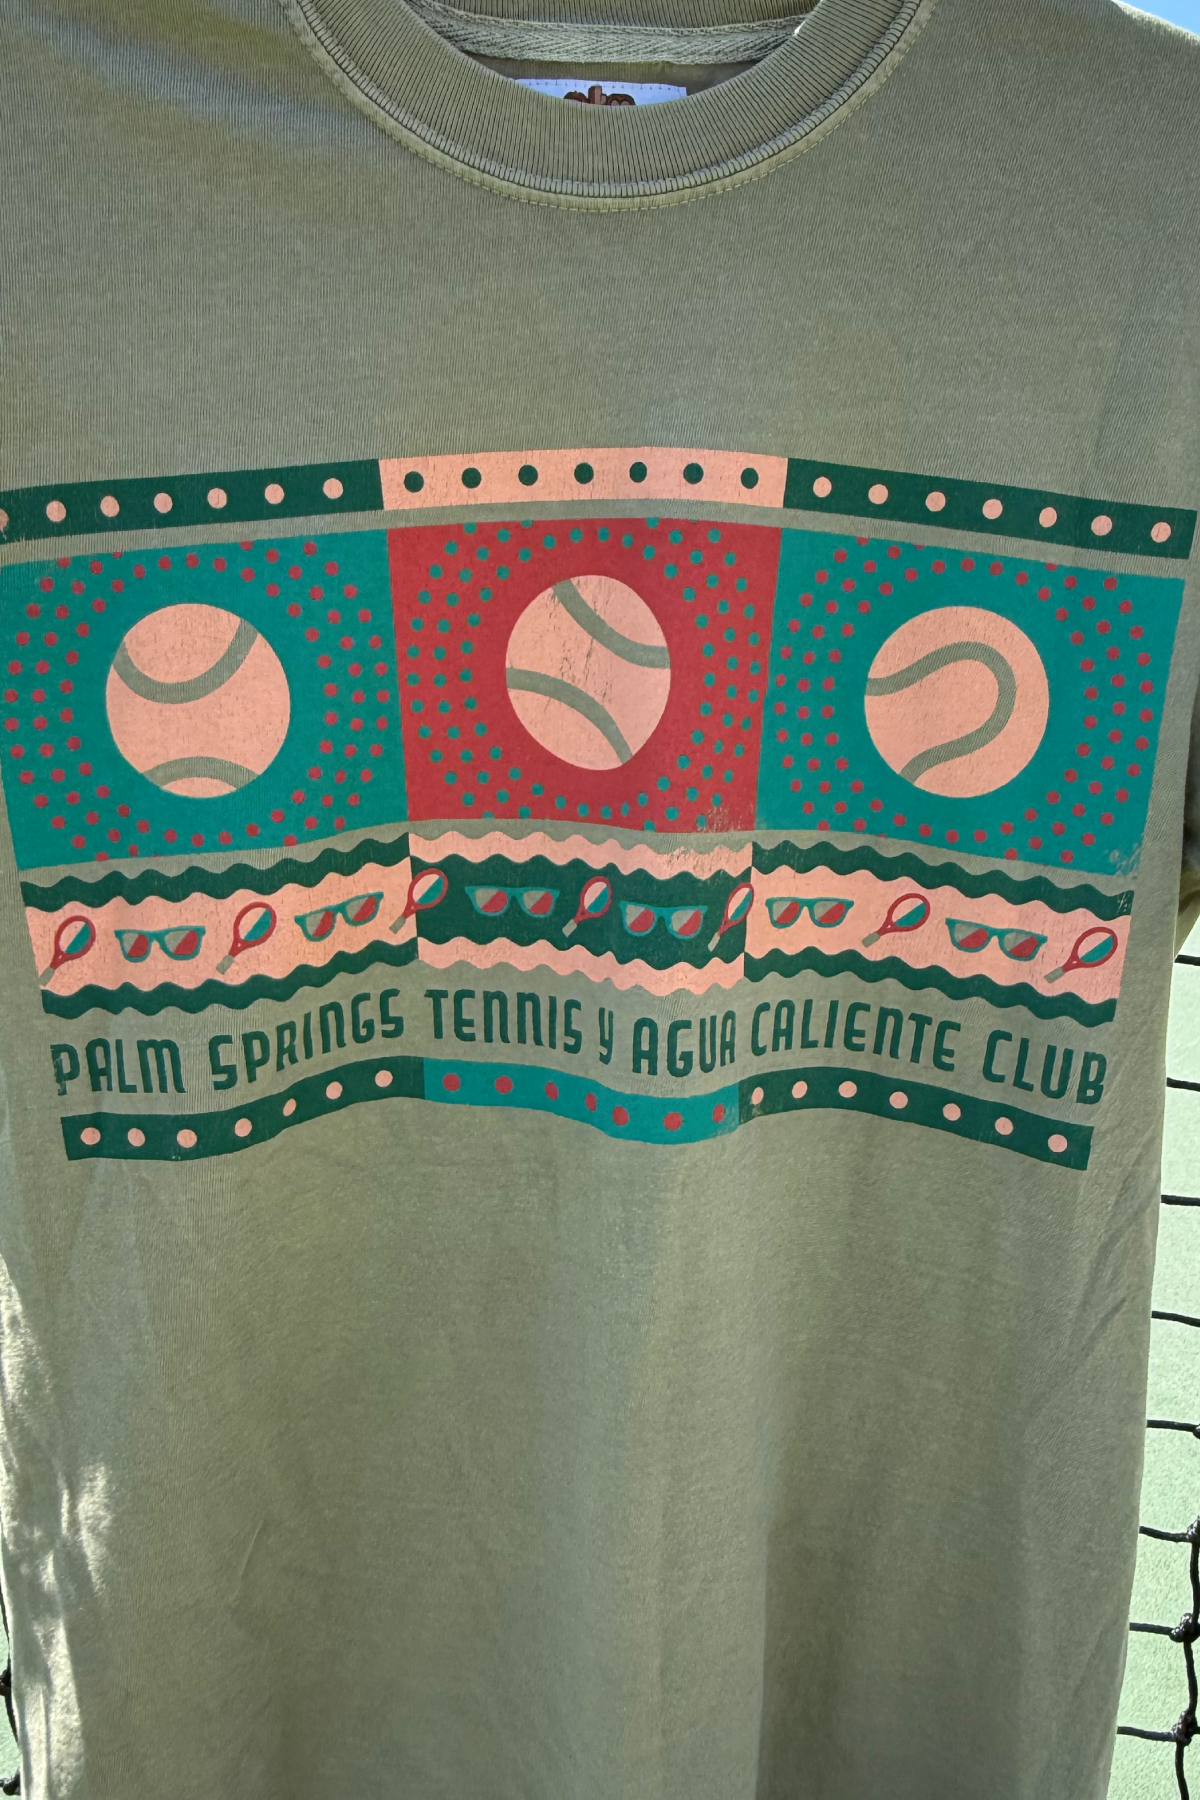 PALM SPRINGS TENNIS Y AGUA CALIENTE CLUB